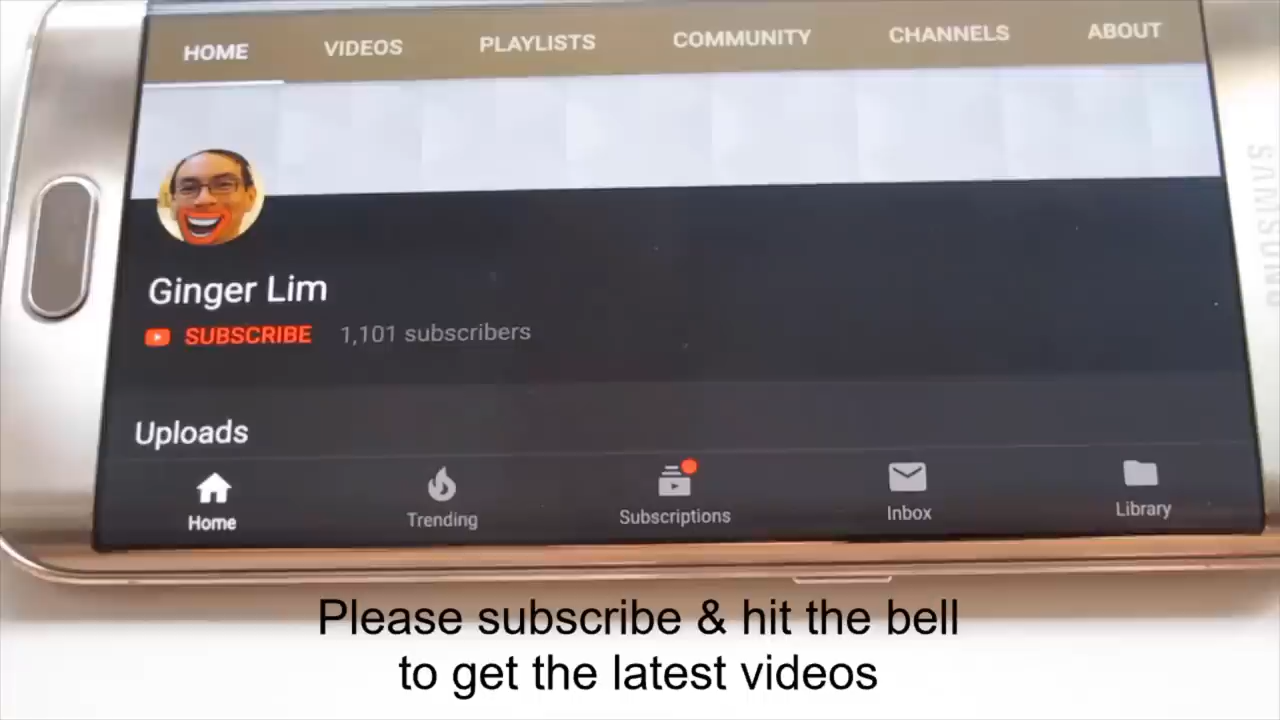 HOME VIDEOS PLAYLISTS COMMUNITY CHANNELS ABOUT
SAMSUNG
Ginger Lim
SUBSCRIBE 1,101 subscribers
Uploads
Home Trending Subscriptions Inbox Library
Please subscribe & hit the bell
to get the latest videos